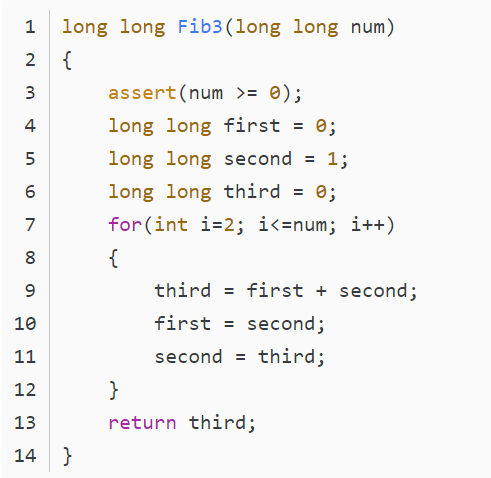 1 long long Fib3(long long num)
2 {
3     assert(num >= 0);
4     long long first = 0;
5     long long second = 1;
6     long long third = 0;
7     for(int i=2; i<=num; i++)
8     {
9         third = first + second;
10         first = second;
11         second = third;
12     }
13     return third;
14 }